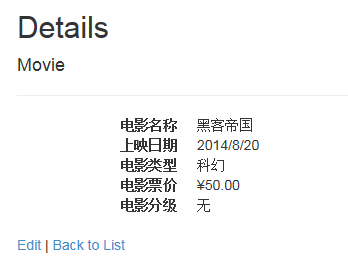 Details
Movie
电影名称 黑客帝国
上映日期 2014/8/20
电影类型 科幻
电影票价 ¥50.00
电影分级 无
Edit | Back to List